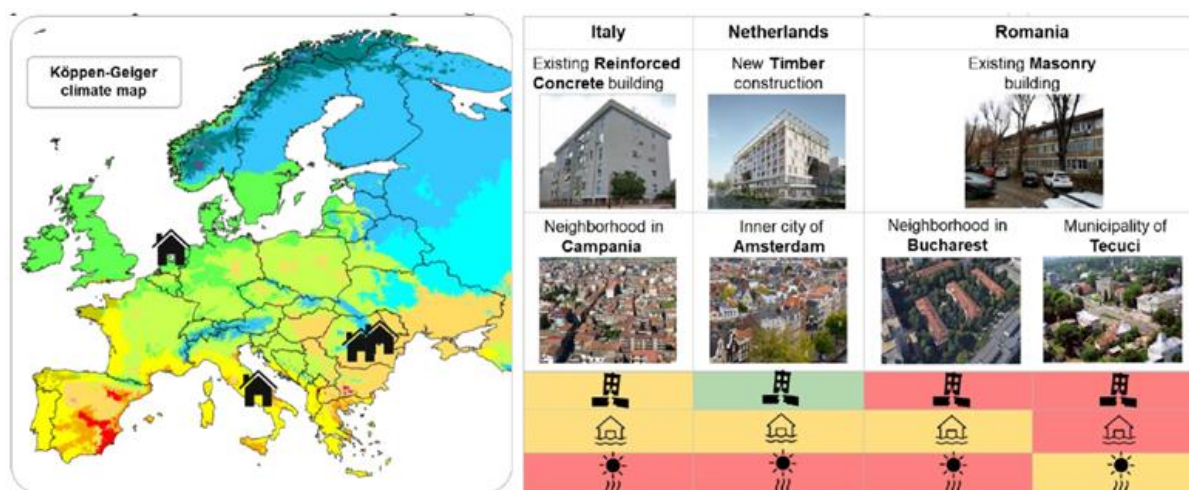 Köppen-Geiger
climate map
Italy
Netherlands
Romania
Existing Reinforced
Concrete building
New Timber
construction
Existing Masonry
building
Neighborhood in
Campania
Inner city of
Amsterdam
Neighborhood in
Bucharest
Municipality of
Tecuci